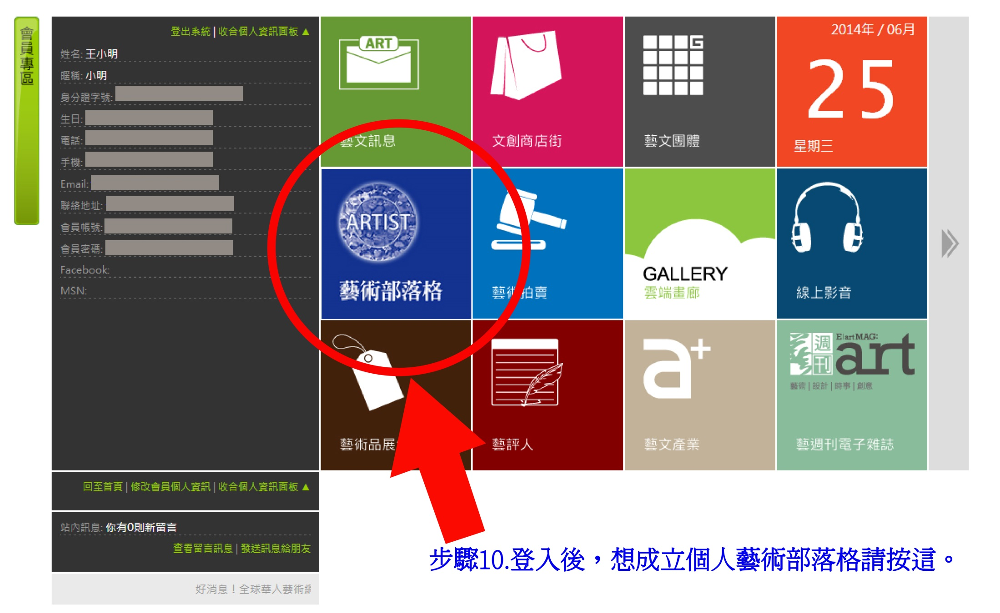 會員專區
登出系統 | 收合個人資訊面板 ▲
姓名: 王小明
暱稱: 小明
身分證字號:
生日:
電話:
手機:
Email:
聯絡地址:
會員帳號:
會員密碼:
Facebook:
MSN:
回至首頁 | 修改會員個人資訊 | 收合個人資訊面板 ▲
站內訊息: 你有0則新留言
查看留言訊息 | 發送訊息給朋友
好消息！全球華人藝術
ART
藝文訊息
文創商店街
藝文團體
2014年 / 06月
25
星期三
ARTIST
藝術部落格
藝術拍賣
GALLERY
雲端畫廊
線上影音
藝術品展
藝評人
a+
藝文產業
週刊
E|art MAG:
art
藝術 | 設計 | 時事 | 創意
藝週刊電子雜誌
步驟10.登入後，想成立個人藝術部落格請按這。